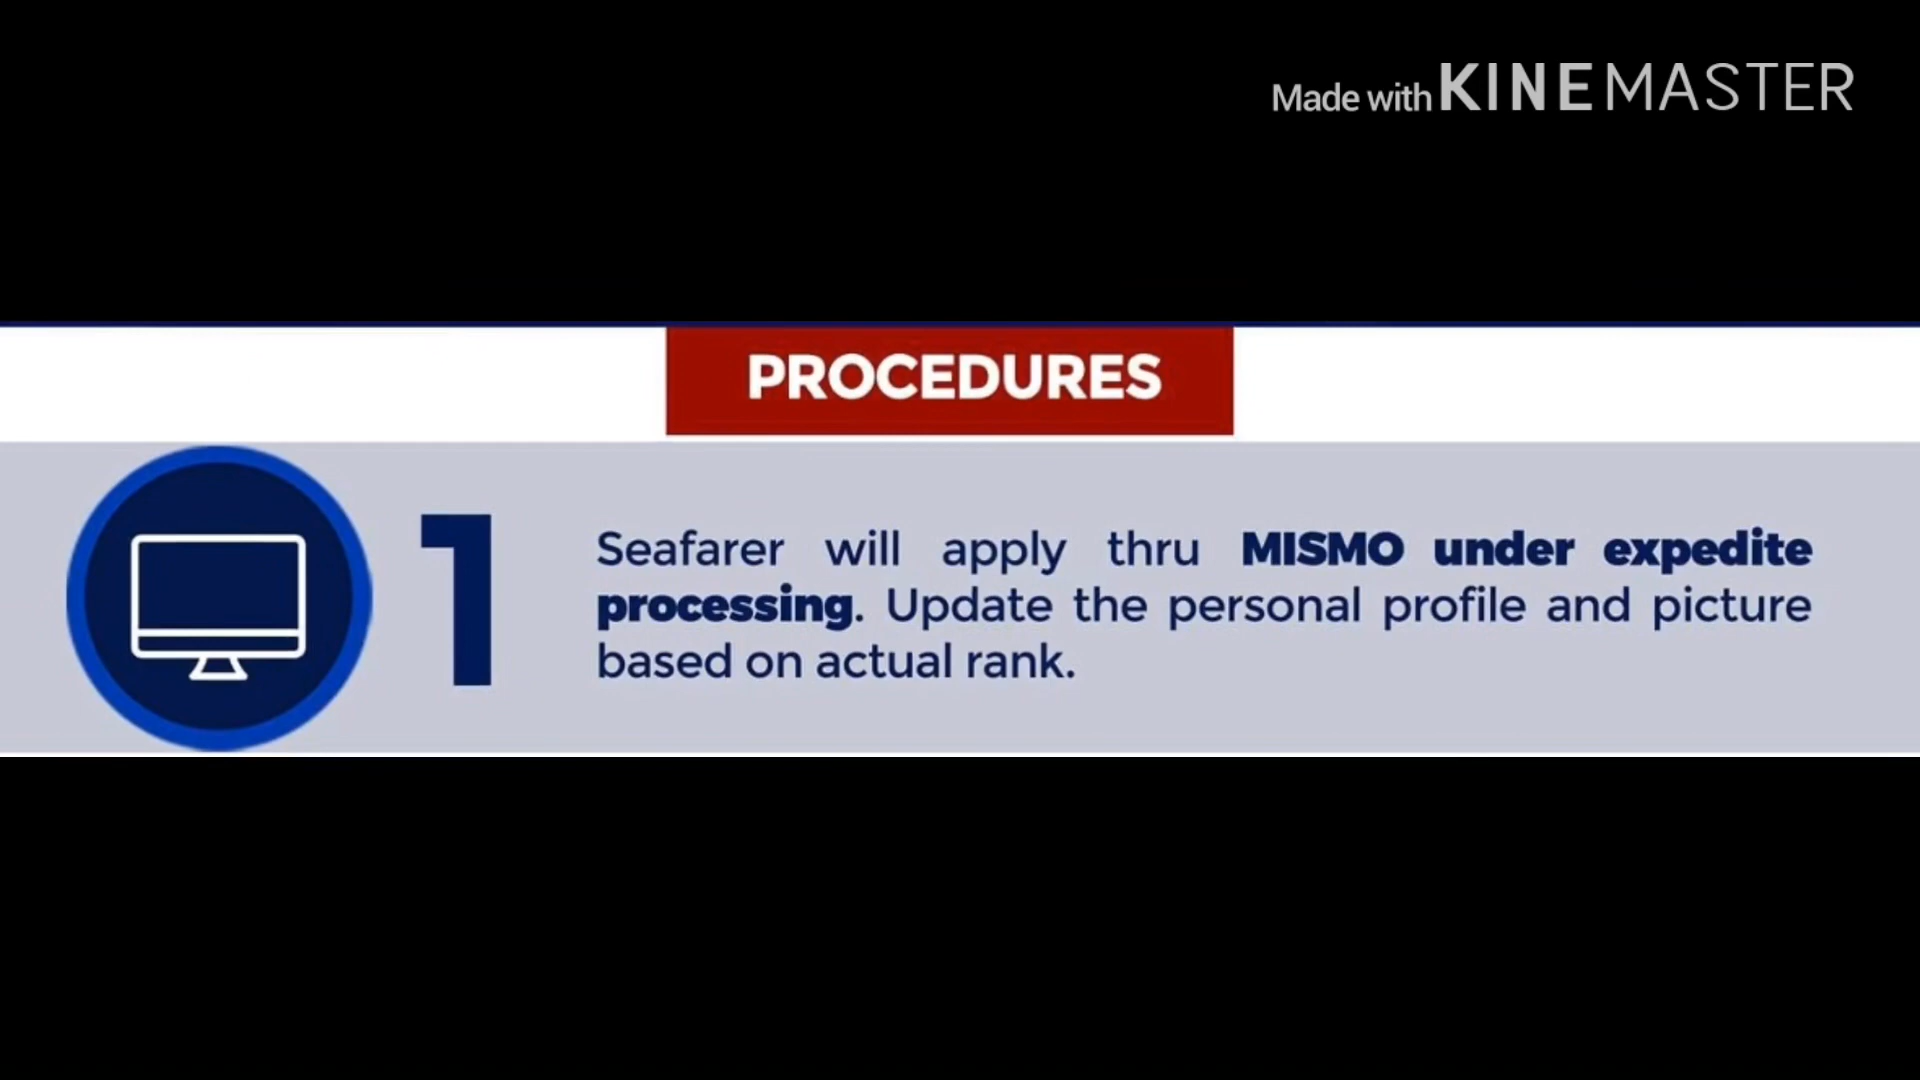 Made with KINEMASTER
PROCEDURES
1
Seafarer will apply thru MISMO under expedite
processing. Update the personal profile and picture
based on actual rank.